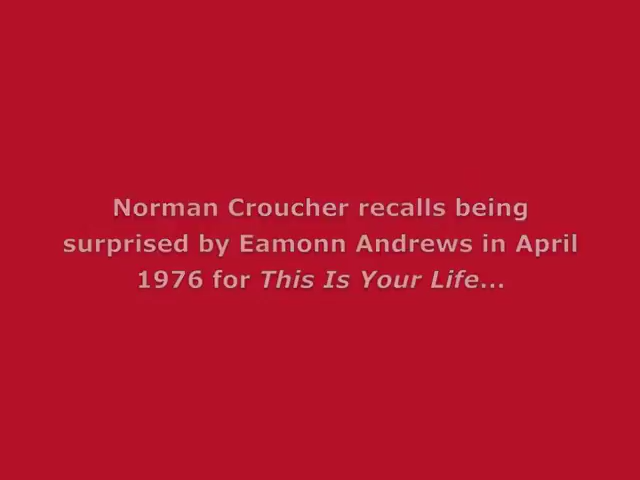 Norman Croucher recalls being
surprised by Eamonn Andrews in April
1976 for This Is Your Life...